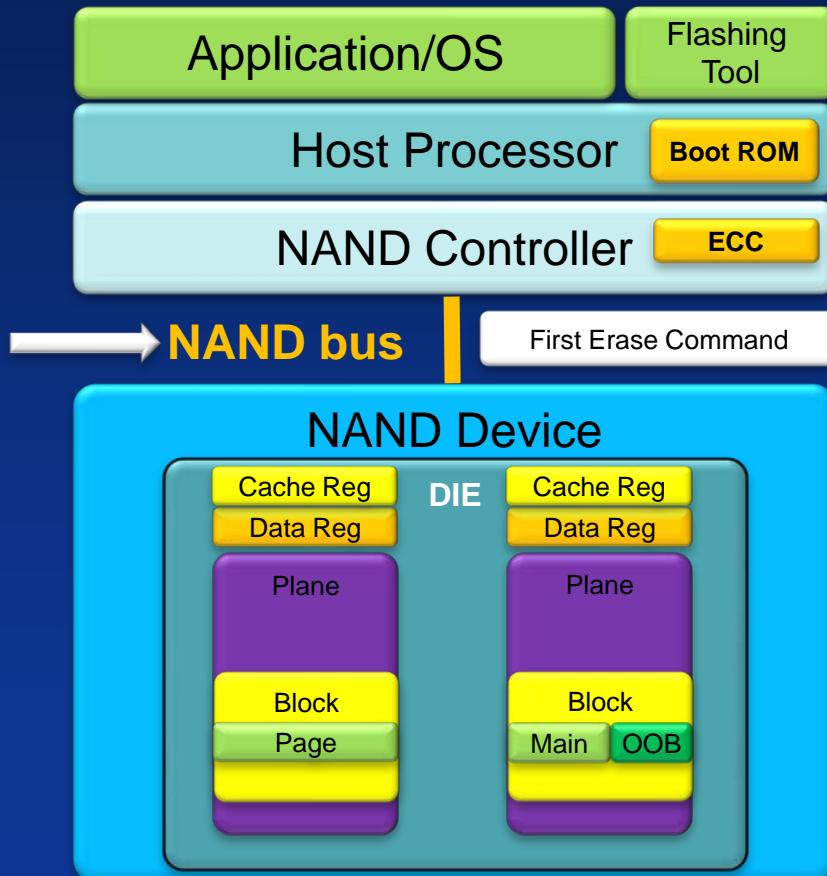 Application/OS
Flashing
Tool
Host Processor
Boot ROM
NAND Controller
ECC
NAND bus
First Erase Command
NAND Device
Cache Reg
DIE
Cache Reg
Data Reg
Data Reg
Plane
Plane
Block
Block
Page
Main
OOB